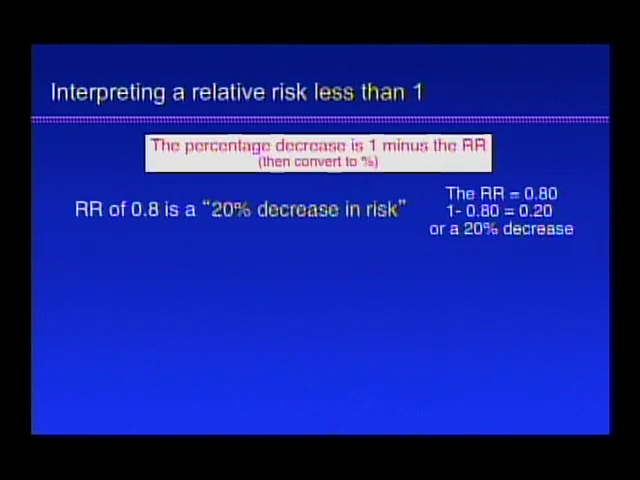 Interpreting a relative risk less than 1
The percentage decrease is 1 minus the RR
(then convert to %)
RR of 0.8 is a “20% decrease in risk”
The RR = 0.80
1- 0.80 = 0.20
or a 20% decrease